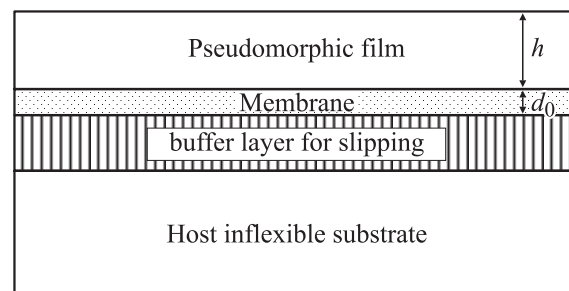 Pseudomorphic film
h
Membrane
d₀
buffer layer for slipping
Host inflexible substrate